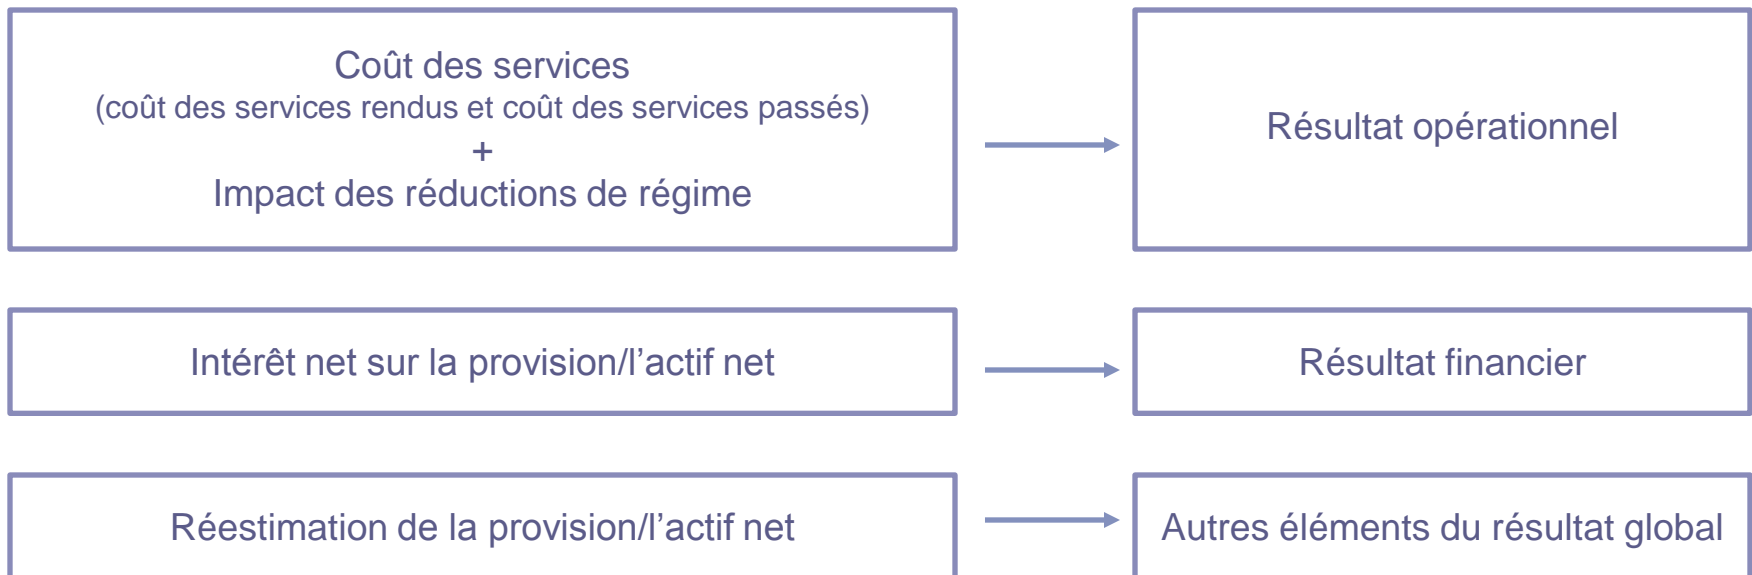 Coût des services
(coût des services rendus et coût des services passés)
+
Impact des réductions de régime
Résultat opérationnel
Intérêt net sur la provision/l’actif net
Résultat financier
Réestimation de la provision/l’actif net
Autres éléments du résultat global